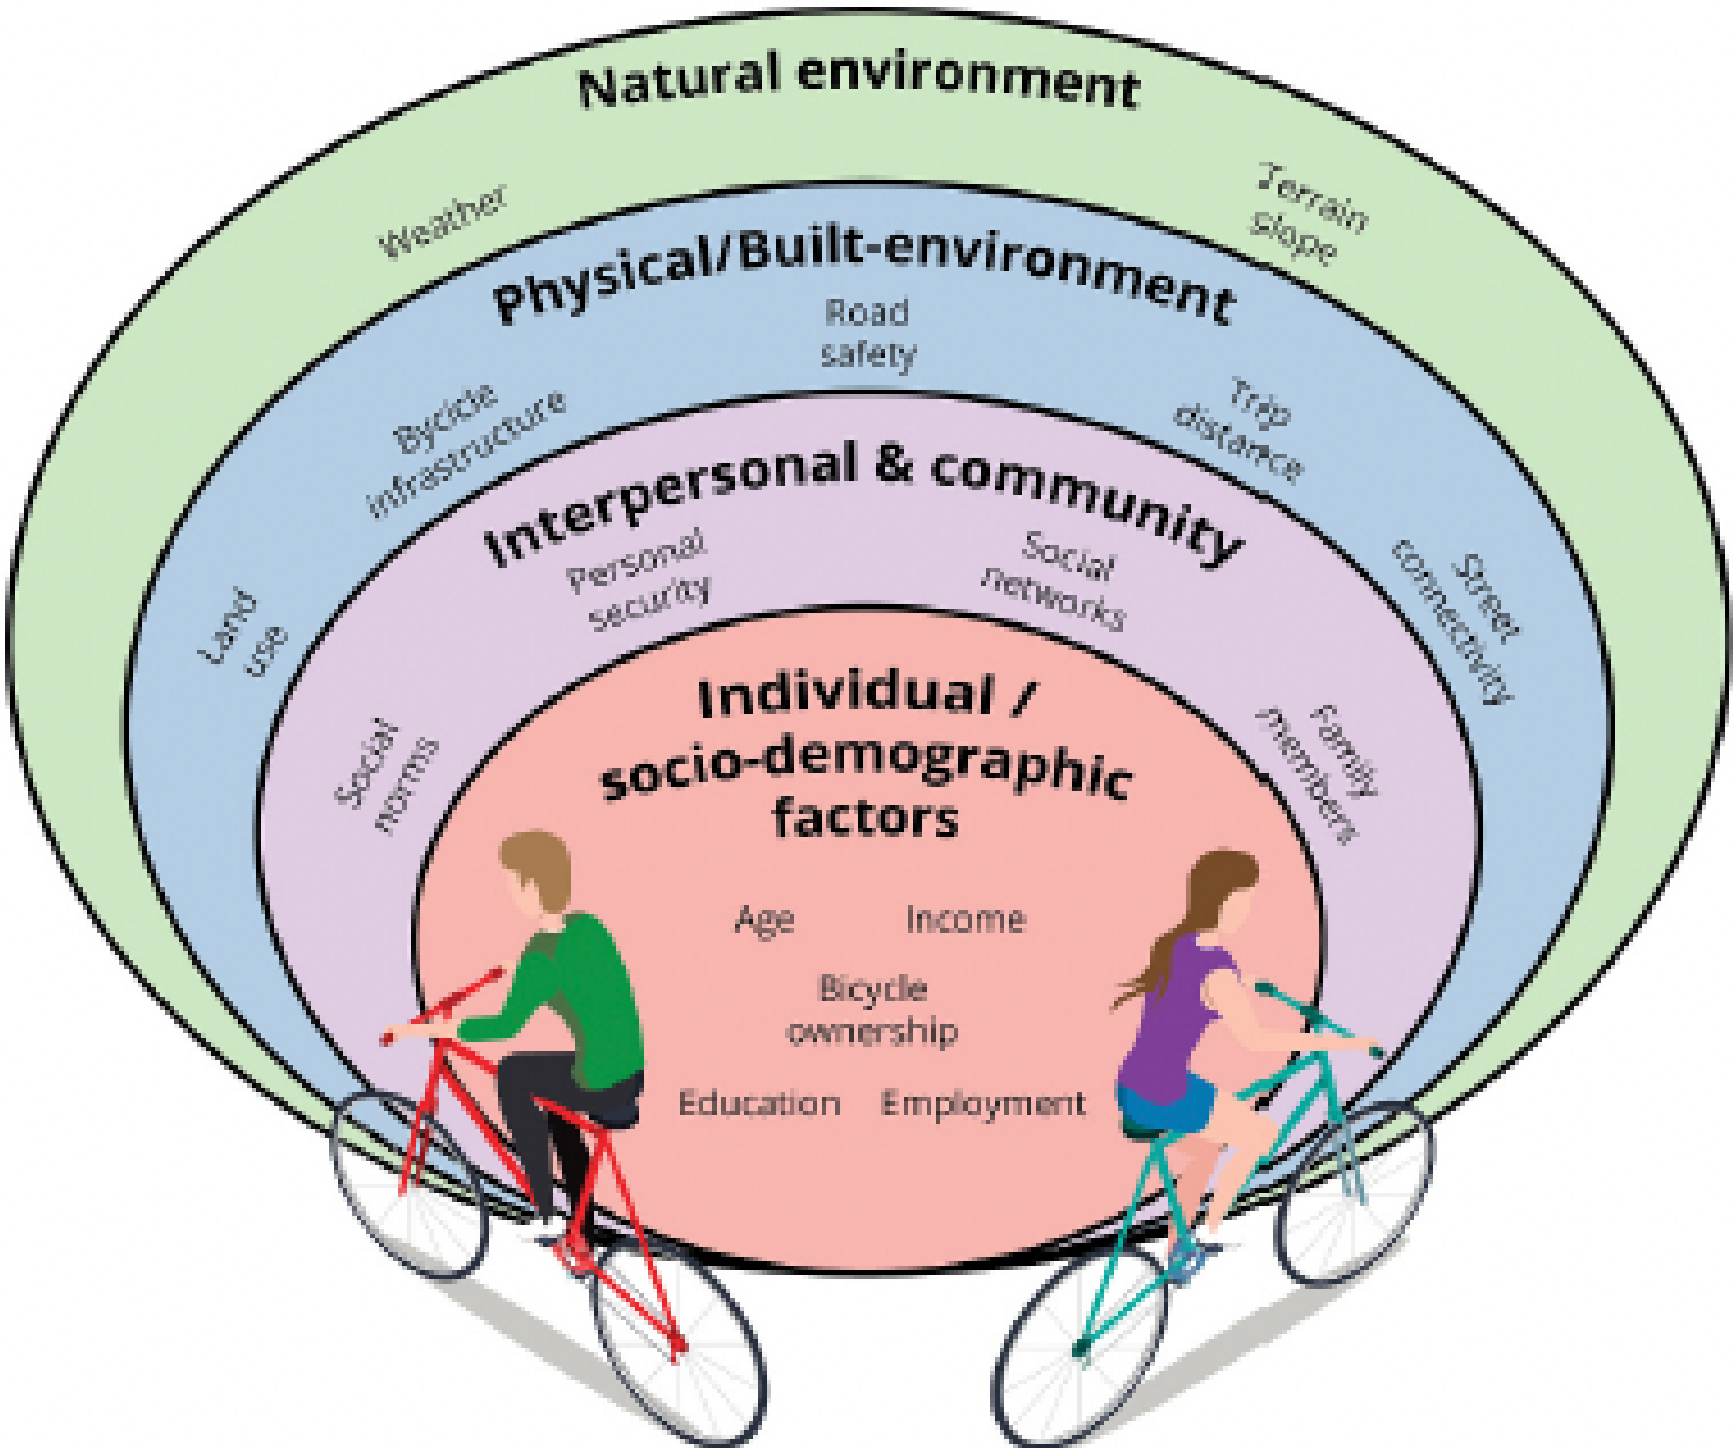 Natural environment
Weather
Terrain
slope
Physical/Built-environment
Road
safety
Bycicle
infrastructure
Trip
distance
Land
use
Street
connectivity
Interpersonal & community
Personal
security
Social
networks
Social
norms
Family
members
Individual /
socio-demographic
factors
Age
Income
Bicycle
ownership
Education
Employment